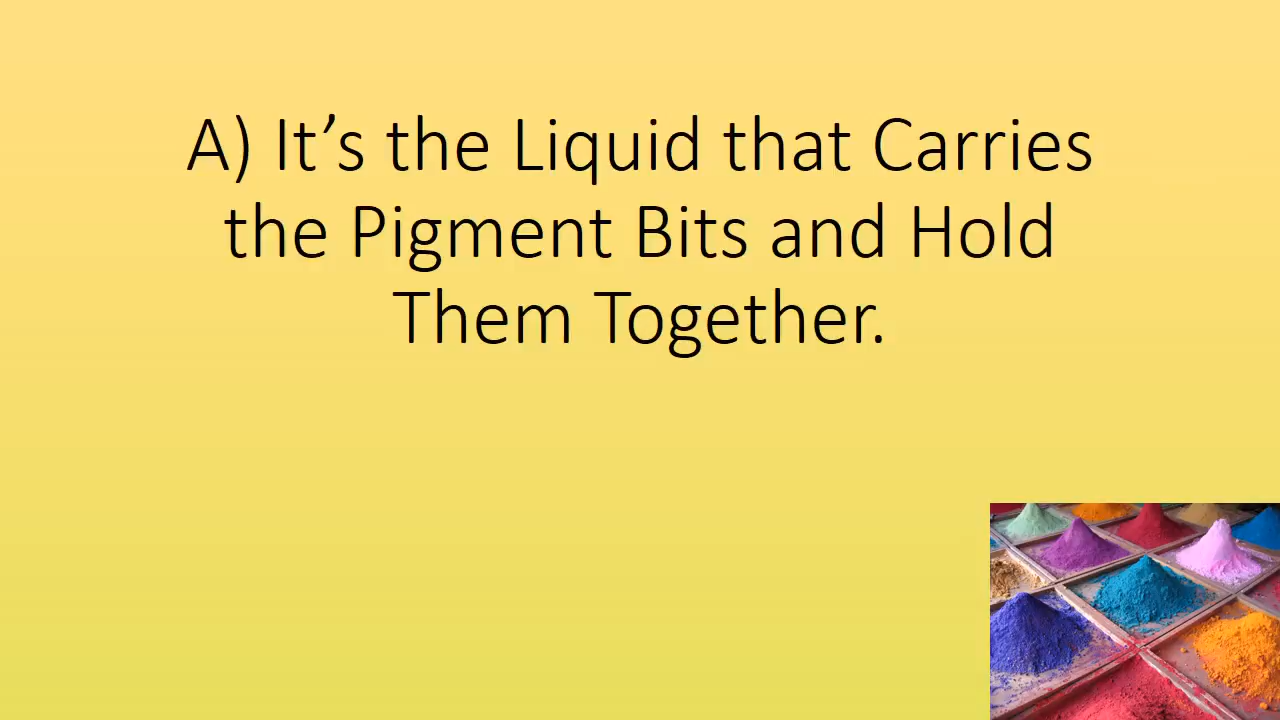 A) It’s the Liquid that Carries
the Pigment Bits and Hold
Them Together.